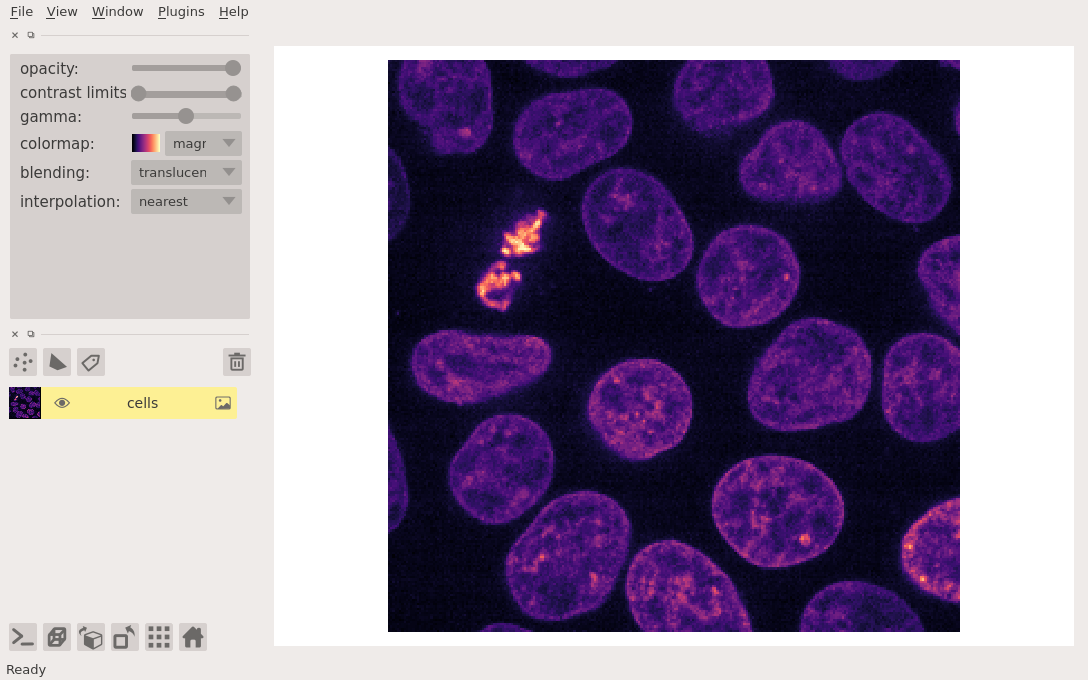 File View Window Plugins Help
opacity:
contrast limits
gamma:
colormap: magr
blending: translucen
interpolation: nearest
cells
Ready